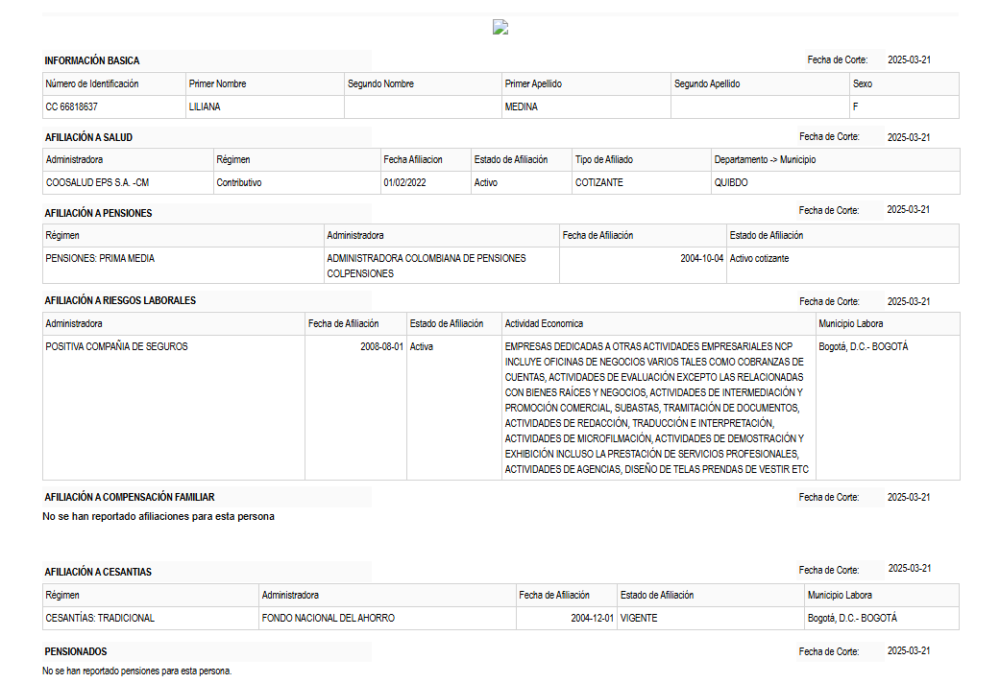 INFORMACIÓN BASICA Fecha de Corte: 2025-03-21
Número de Identificación Primer Nombre Segundo Nombre Primer Apellido Segundo Apellido Sexo
CC 66818637 LILIANA MEDINA F
AFILIACIÓN A SALUD Fecha de Corte: 2025-03-21
Administradora Régimen Fecha Afiliacion Estado de Afiliación Tipo de Afiliado Departamento -> Municipio
COOSALUD EPS S.A. -CM Contributivo 01/02/2022 Activo COTIZANTE QUIBDO
AFILIACIÓN A PENSIONES Fecha de Corte: 2025-03-21
Régimen Administradora Fecha de Afiliación Estado de Afiliación
PENSIONES: PRIMA MEDIA ADMINISTRADORA COLOMBIANA DE PENSIONES 2004-10-04 Activo cotizante
COLPENSIONES
AFILIACIÓN A RIESGOS LABORALES Fecha de Corte: 2025-03-21
Administradora Fecha de Afiliación Estado de Afiliación Actividad Economica Municipio Labora
POSITIVA COMPAÑIA DE SEGUROS 2008-08-01 Activa EMPRESAS DEDICADAS A OTRAS ACTIVIDADES EMPRESARIALES NCP Bogotá, D.C.- BOGOTÁ
INCLUYE OFICINAS DE NEGOCIOS VARIOS TALES COMO COBRANZAS DE
CUENTAS, ACTIVIDADES DE EVALUACIÓN EXCEPTO LAS RELACIONADAS
CON BIENES RAÍCES Y NEGOCIOS, ACTIVIDADES DE INTERMEDIACIÓN Y
PROMOCIÓN COMERCIAL, SUBASTAS, TRAMITACIÓN DE DOCUMENTOS,
ACTIVIDADES DE REDACCIÓN, TRADUCCIÓN E INTERPRETACIÓN,
ACTIVIDADES DE MICROFILMACIÓN, ACTIVIDADES DE DEMOSTRACIÓN Y
EXHIBICIÓN INCLUSO LA PRESTACIÓN DE SERVICIOS PROFESIONALES,
ACTIVIDADES DE AGENCIAS, DISEÑO DE TELAS PRENDAS DE VESTIR ETC
AFILIACIÓN A COMPENSACIÓN FAMILIAR Fecha de Corte: 2025-03-21
No se han reportado afiliaciones para esta persona
AFILIACIÓN A CESANTIAS Fecha de Corte: 2025-03-21
Régimen Administradora Fecha de Afiliación Estado de Afiliación Municipio Labora
CESANTÍAS: TRADICIONAL FONDO NACIONAL DEL AHORRO 2004-12-01 VIGENTE Bogotá, D.C.- BOGOTÁ
PENSIONADOS Fecha de Corte: 2025-03-21
No se han reportado pensiones para esta persona.